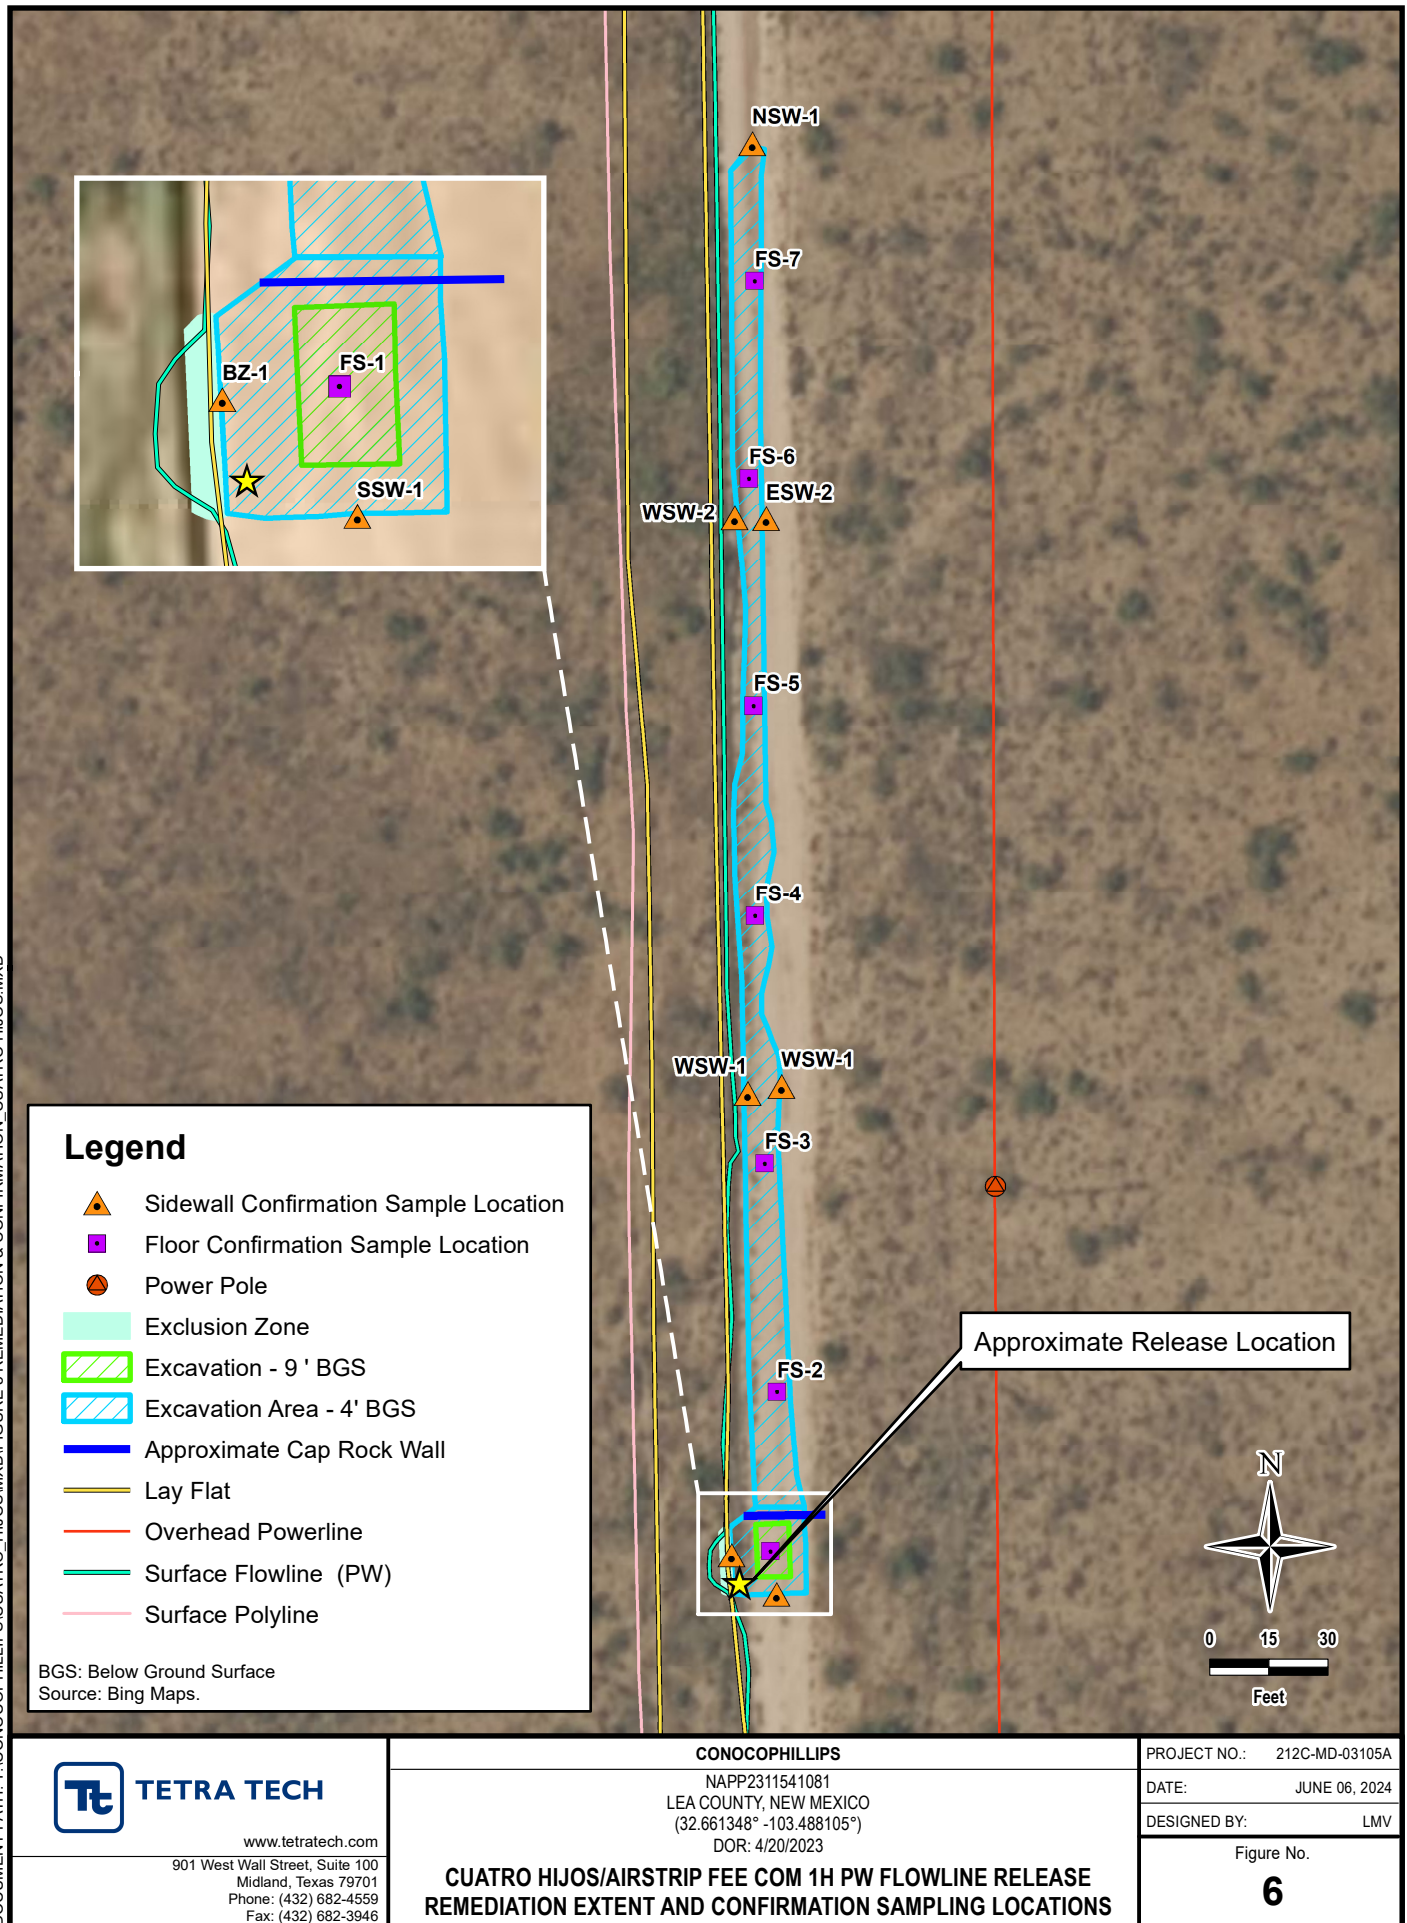 NSW-1
FS-7
FS-6
ESW-2
WSW-2
FS-5
FS-4
WSW-1
WSW-1
FS-3
FS-2
BZ-1
FS-1
SSW-1
Approximate Release Location
Legend
Sidewall Confirmation Sample Location
Floor Confirmation Sample Location
Power Pole
Exclusion Zone
Excavation - 9 ' BGS
Excavation Area - 4' BGS
Approximate Cap Rock Wall
Lay Flat
Overhead Powerline
Surface Flowline (PW)
Surface Polyline
BGS: Below Ground Surface
Source: Bing Maps.
N
0 15 30
Feet
Tt TETRA TECH
www.tetratech.com
901 West Wall Street, Suite 100
Midland, Texas 79701
Phone: (432) 682-4559
Fax: (432) 682-3946
CONOCOPHILLIPS
NAPP2311541081
LEA COUNTY, NEW MEXICO
(32.661348° -103.488105°)
DOR: 4/20/2023
CUATRO HIJOS/AIRSTRIP FEE COM 1H PW FLOWLINE RELEASE
REMEDIATION EXTENT AND CONFIRMATION SAMPLING LOCATIONS
PROJECT NO.: 212C-MD-03105A
DATE: JUNE 06, 2024
DESIGNED BY: LMV
Figure No.
6